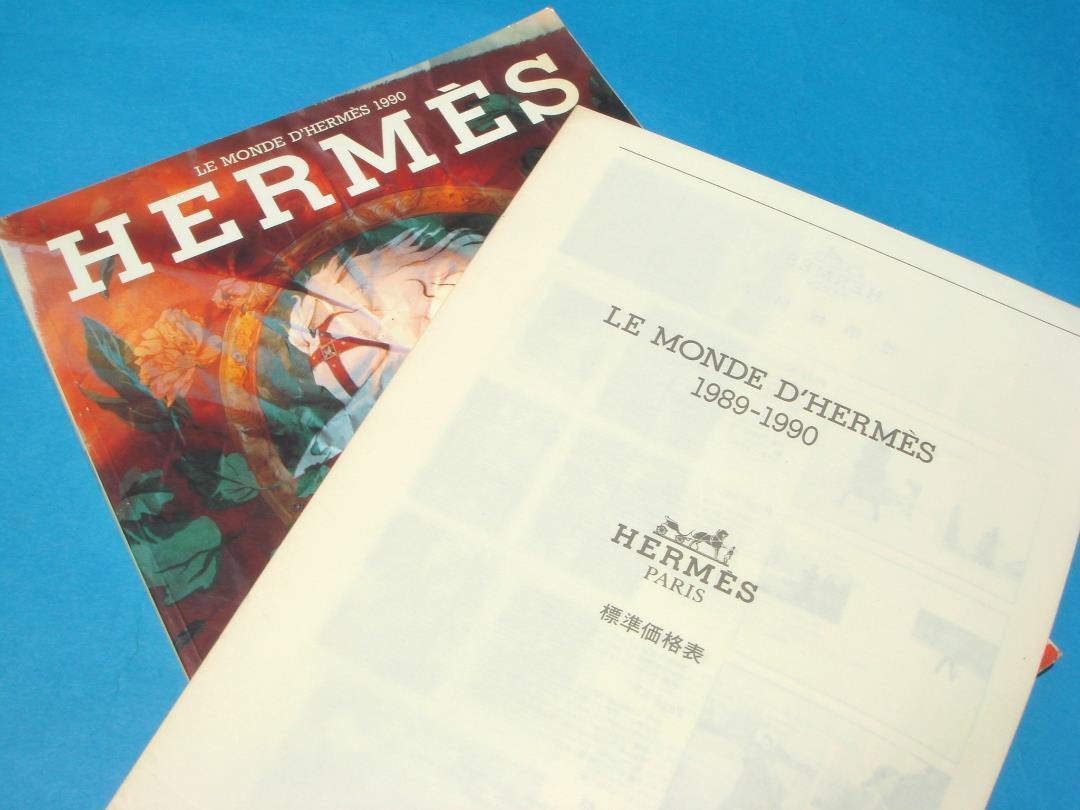 LE MONDE D'HERMÈS 1990
HERMÈS
LE MONDE D'HERMÈS
1989-1990
HERMÈS
PARIS
標準価格表